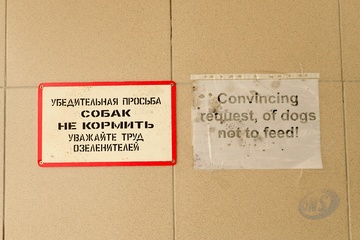 УБЕДИТЕЛЬНАЯ ПРОСЬБА
СОБАК
НЕ КОРМИТЬ
УВАЖАЙТЕ ТРУД
ОЗЕЛЕНИТЕЛЕЙ
Convincing
request, of dogs
not to feed!